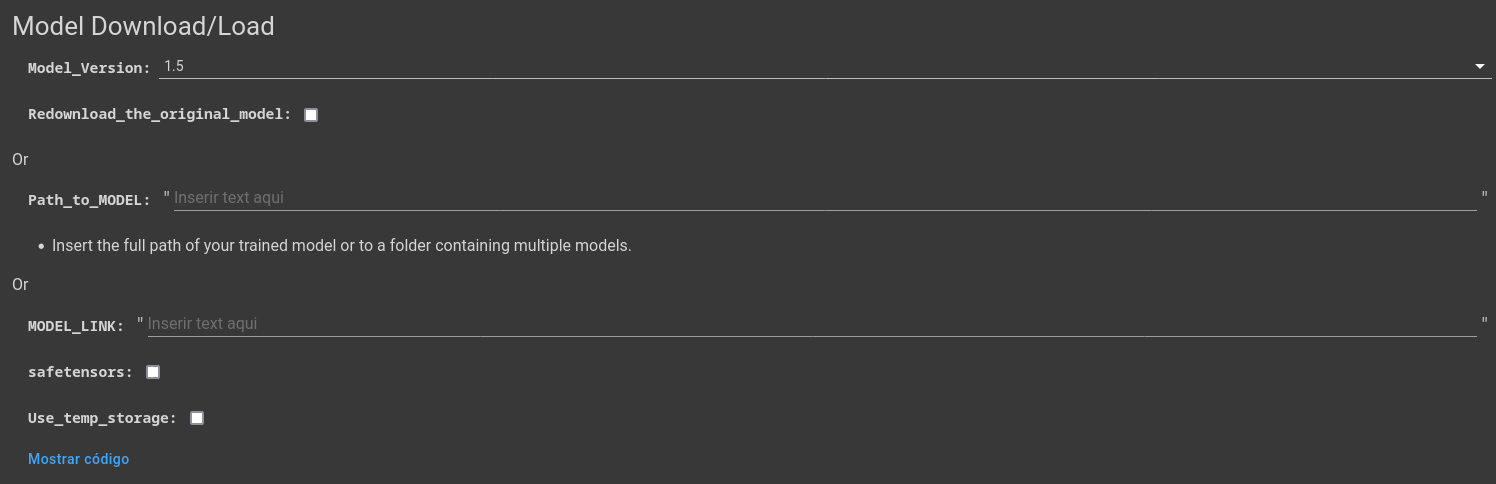 Model Download/Load
Model_Version: 1.5
Redownload_the_original_model:
Or
Path_to_MODEL: " Inserir text aqui "
• Insert the full path of your trained model or to a folder containing multiple models.
Or
MODEL_LINK: " Inserir text aqui "
safetensors:
Use_temp_storage:
Mostrar código